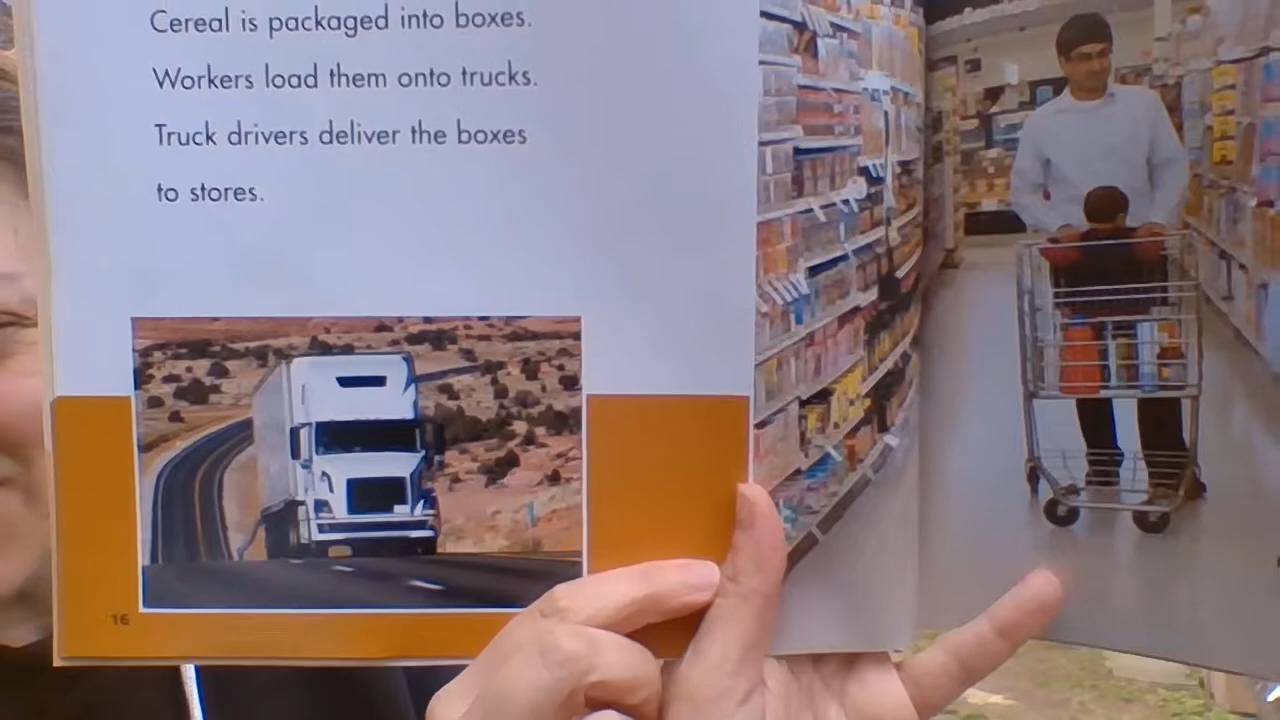 Cereal is packaged into boxes.
Workers load them onto trucks.
Truck drivers deliver the boxes
to stores.
16